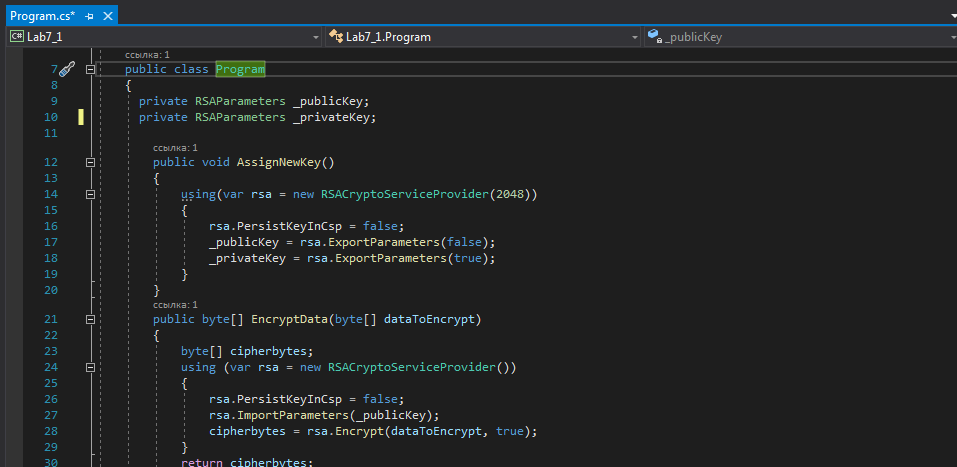 Program.cs*
Lab7_1 Lab7_1.Program _publicKey
ссылка: 1
7 public class Program
8 {
9 private RSAParameters _publicKey;
10 private RSAParameters _privateKey;
11
ссылка: 1
12 public void AssignNewKey()
13 {
14 using(var rsa = new RSACryptoServiceProvider(2048))
15 {
16 rsa.PersistKeyInCsp = false;
17 _publicKey = rsa.ExportParameters(false);
18 _privateKey = rsa.ExportParameters(true);
19 }
20 }
ссылка: 1
21 public byte[] EncryptData(byte[] dataToEncrypt)
22 {
23 byte[] cipherbytes;
24 using (var rsa = new RSACryptoServiceProvider())
25 {
26 rsa.PersistKeyInCsp = false;
27 rsa.ImportParameters(_publicKey);
28 cipherbytes = rsa.Encrypt(dataToEncrypt, true);
29 }
30 return cipherbytes;